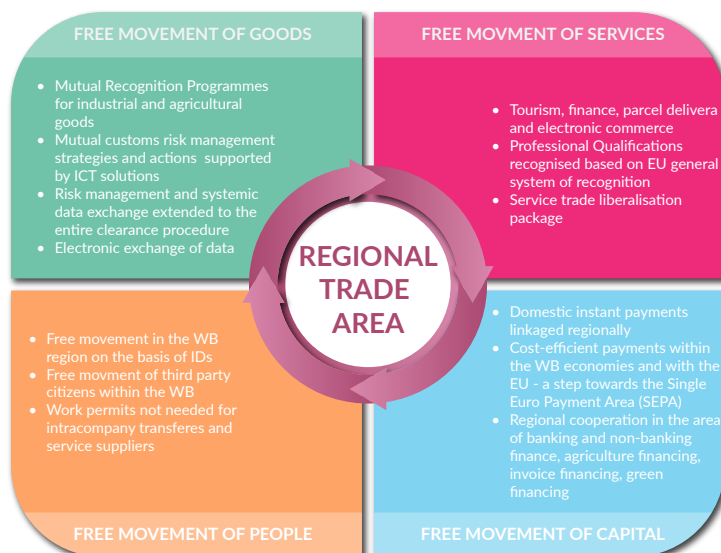 FREE MOVEMENT OF GOODS
• Mutual Recognition Programmes
for industrial and agricultural
goods
• Mutual customs risk management
strategies and actions supported
by ICT solutions
• Risk management and systemic
data exchange extended to the
entire clearance procedure
• Electronic exchange of data
FREE MOVMENT OF SERVICES
• Tourism, finance, parcel delivera
and electronic commerce
• Professional Qualifications
recognised based on EU general
system of recognition
• Service trade liberalisation
package
REGIONAL
TRADE
AREA
• Free movement in the WB
region on the basis of IDs
• Free movment of third party
citizens within the WB
• Work permits not needed for
intracompany transferes and
service suppliers
FREE MOVEMENT OF PEOPLE
• Domestic instant payments
linkaged regionally
• Cost-efficient payments within
the WB economies and with the
EU - a step towards the Single
Euro Payment Area (SEPA)
• Regional cooperation in the area
of banking and non-banking
finance, agriculture financing,
invoice financing, green
financing
FREE MOVEMENT OF CAPITAL